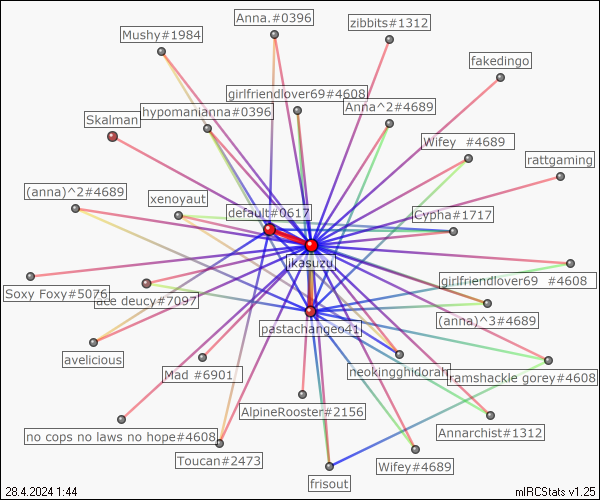 Anna.#0396
zibbits#1312
Mushy#1984
fakedingo
girlfriendlover69#4608
hypomanianna#0396
Anna^2#4689
Skalman
Wifey #4689
rattgaming
(anna)^2#4689
xenoyaut
default#0617
Cypha#1717
ikasuzu
Soxy Foxy#5076
ace deucy#7097
girlfriendlover69 #4608
(anna)^3#4689
pastachangeo41
avelicious
Mad #6901
neokingghidorah
ramshackle gorey#4608
AlpineRooster#2156
no cops no laws no hope#4608
Annarchist#1312
Toucan#2473
Wifey#4689
frisout
28.4.2024 1:44
mIRCStats v1.25